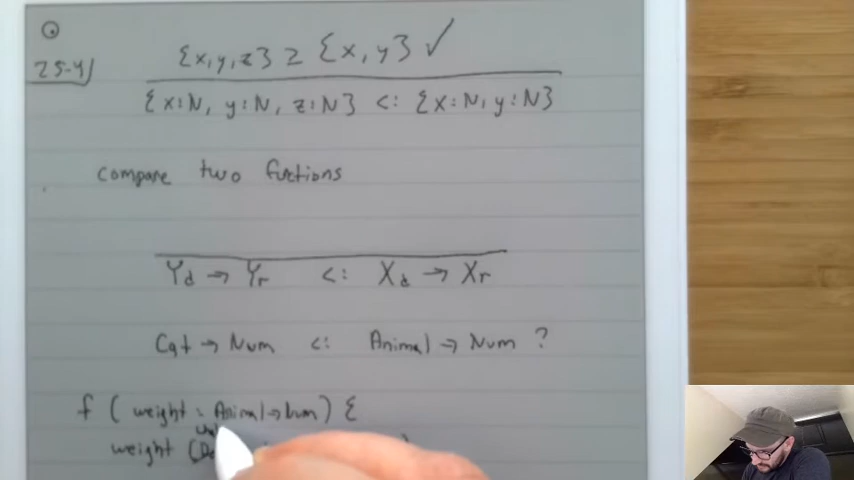 {x,y,z} ⊇ {x,y} ✓
25-4)
{x:N, y:N, z:N} <: {x:N, y:N}
compare two functions
Yd → Yr <: Xd → Xr
Cat → Num <: Animal → Num ?
f ( weight : Animal → Num ) {
weight (